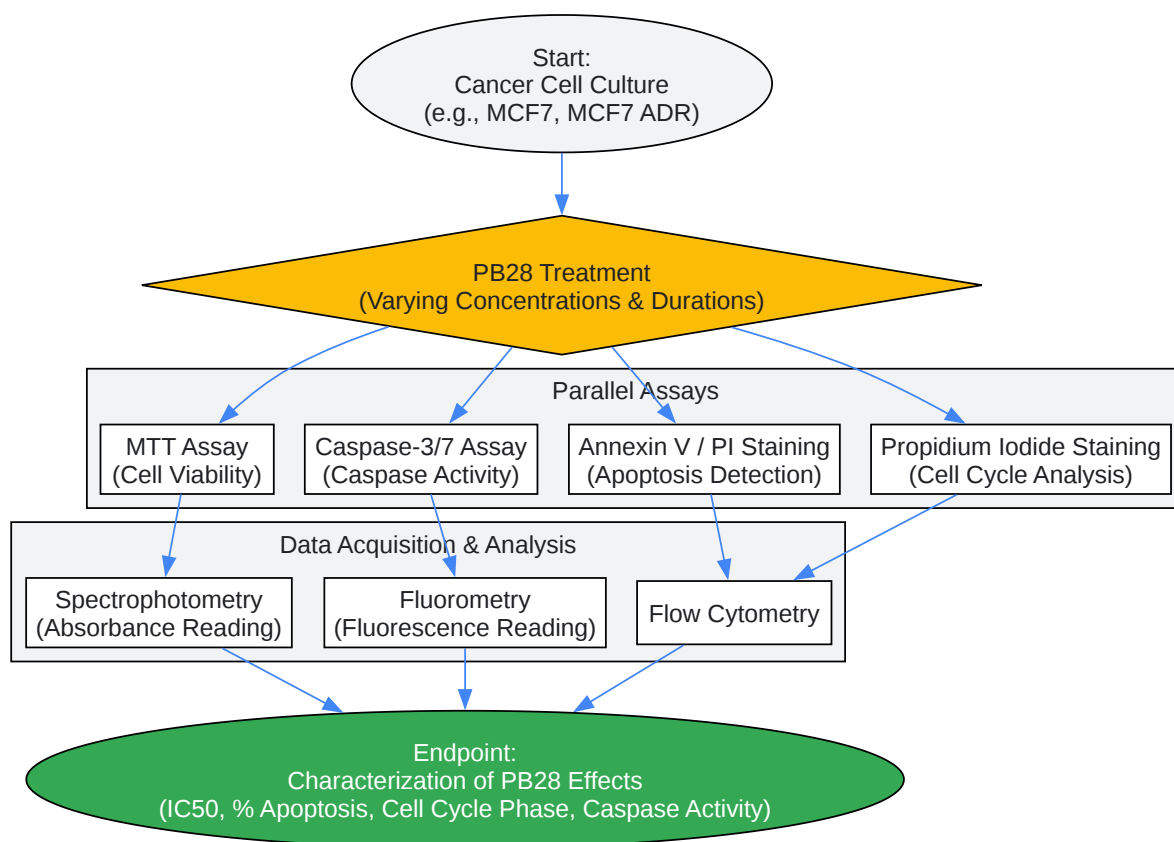 Start:
Cancer Cell Culture
(e.g., MCF7, MCF7 ADR)
PB28 Treatment
(Varying Concentrations & Durations)
Parallel Assays
MTT Assay
(Cell Viability)
Caspase-3/7 Assay
(Caspase Activity)
Annexin V / PI Staining
(Apoptosis Detection)
Propidium Iodide Staining
(Cell Cycle Analysis)
Data Acquisition & Analysis
Spectrophotometry
(Absorbance Reading)
Fluorometry
(Fluorescence Reading)
Flow Cytometry
Endpoint:
Characterization of PB28 Effects
(IC50, % Apoptosis, Cell Cycle Phase, Caspase Activity)